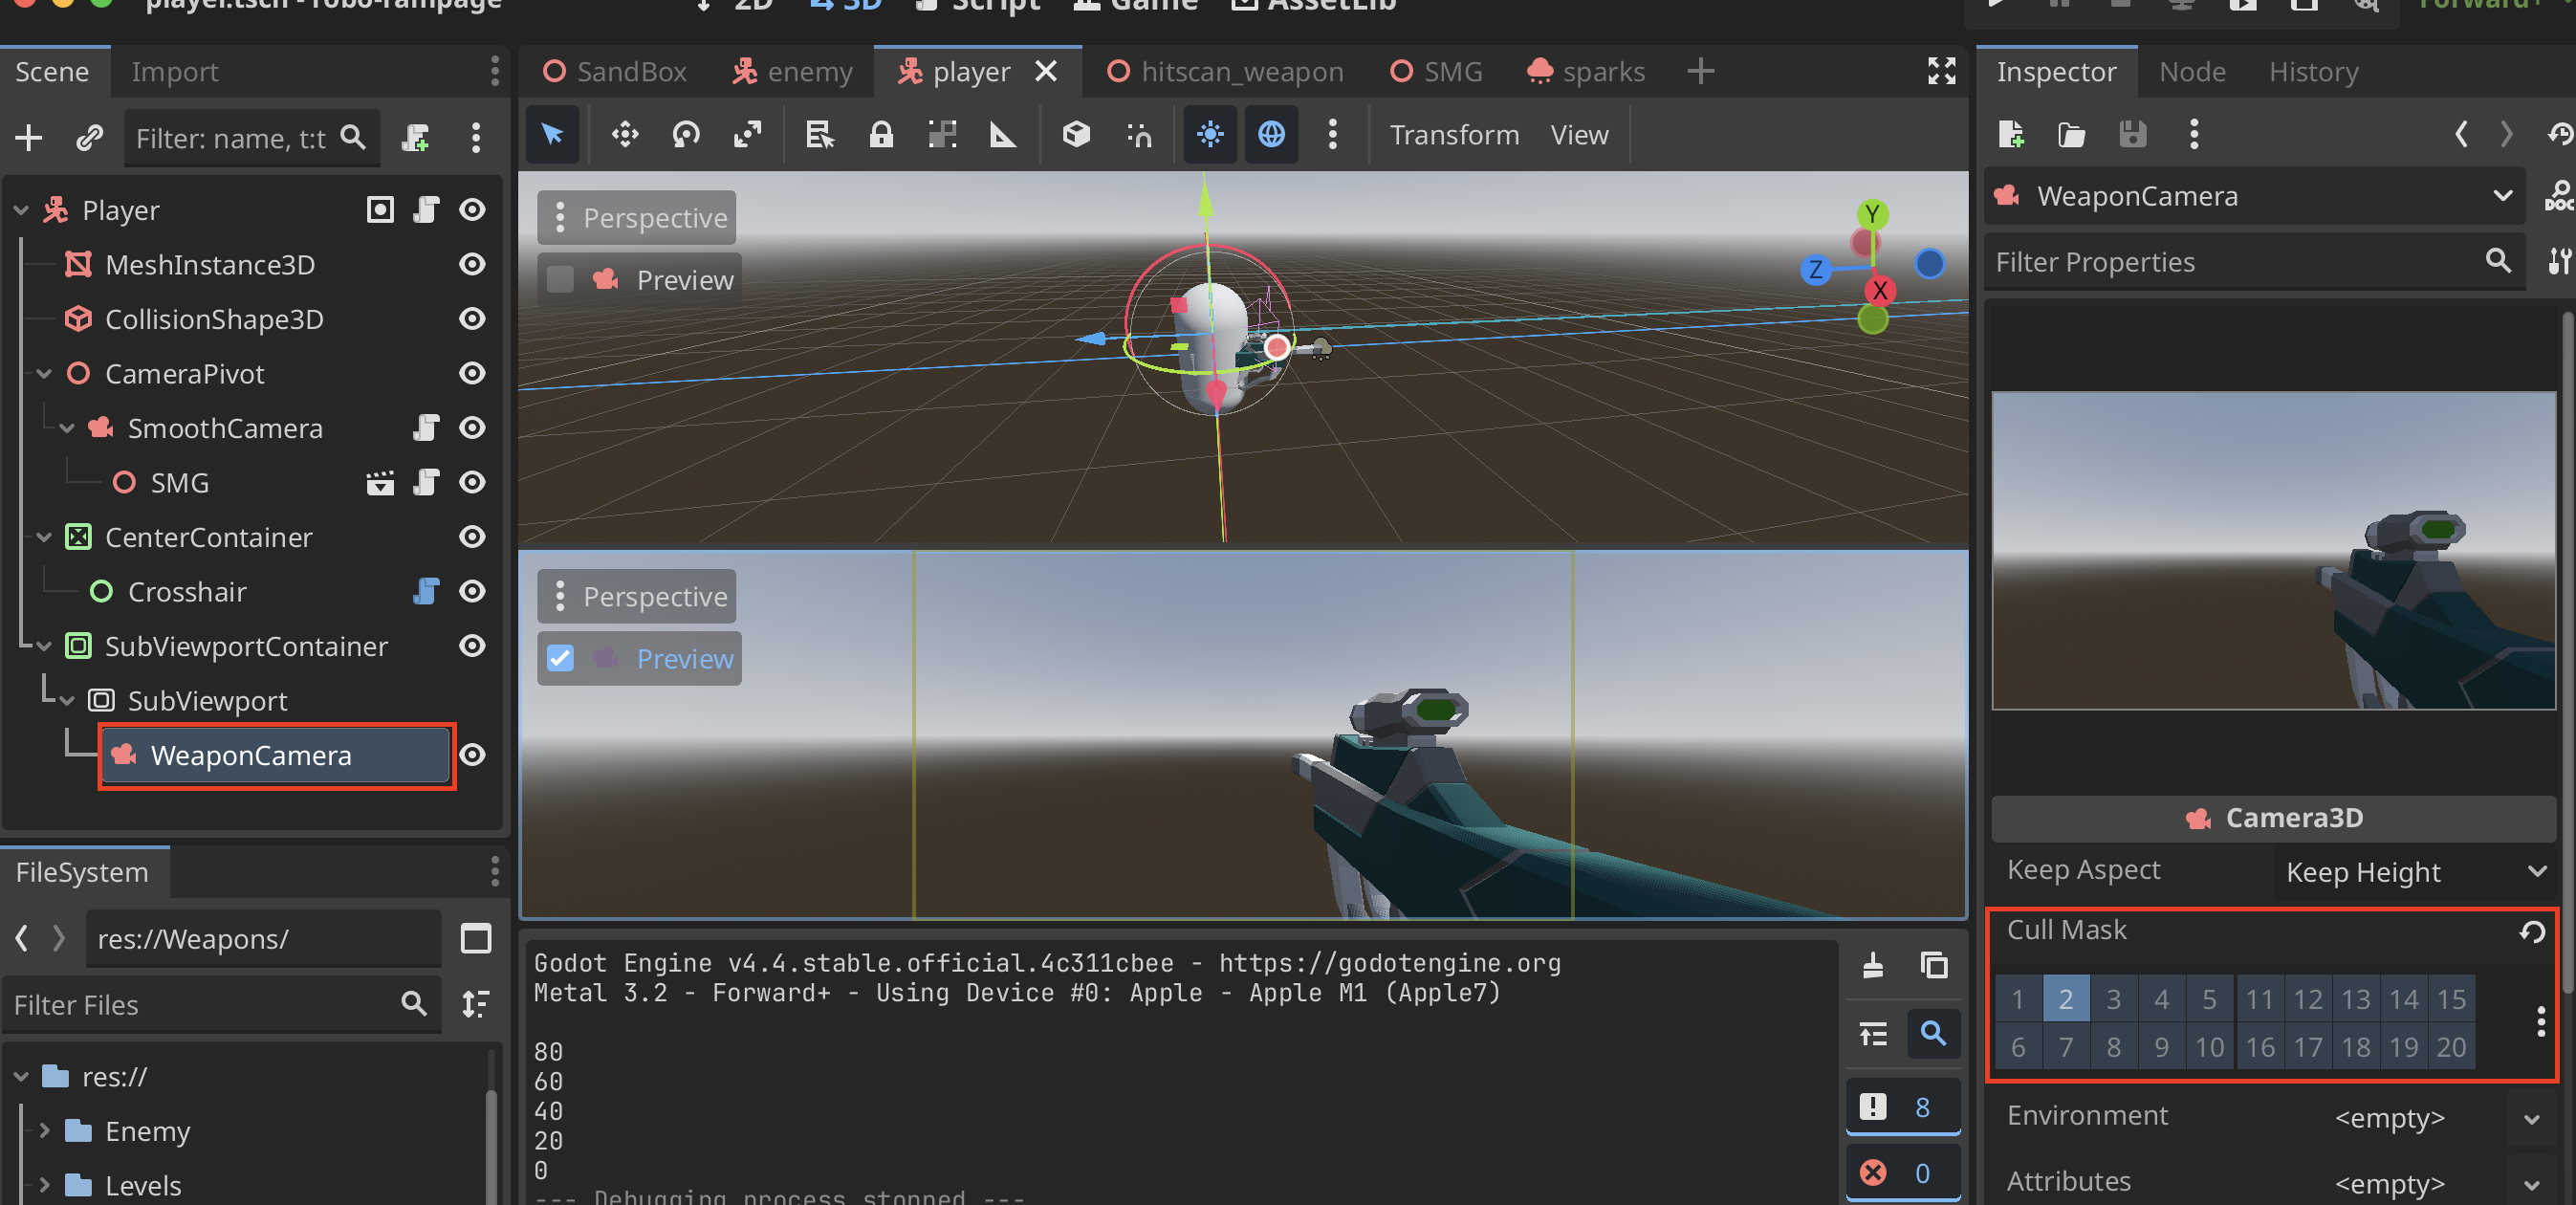 player.tscn - robo-rampage
2D
3D
Script
Game
AssetLib
Forward+
Scene
Import
SandBox
enemy
player
hitscan_weapon
SMG
sparks
Inspector
Node
History
Filter: name, t:t
Transform
View
Player
MeshInstance3D
CollisionShape3D
CameraPivot
SmoothCamera
SMG
CenterContainer
Crosshair
SubViewportContainer
SubViewport
WeaponCamera
Perspective
Preview
Y
Z
X
Perspective
Preview
WeaponCamera
DOC
Filter Properties
Camera3D
Keep Aspect
Keep Height
Cull Mask
1 2 3 4 5 11 12 13 14 15
6 7 8 9 10 16 17 18 19 20
Environment
<empty>
Attributes
<empty>
FileSystem
res://Weapons/
Filter Files
res://
Enemy
Levels
Godot Engine v4.4.stable.official.4c311cbee - https://godotengine.org
Metal 3.2 - Forward+ - Using Device #0: Apple - Apple M1 (Apple7)
80
60
40
20
0
--- Debugging process stopped ---
8
0